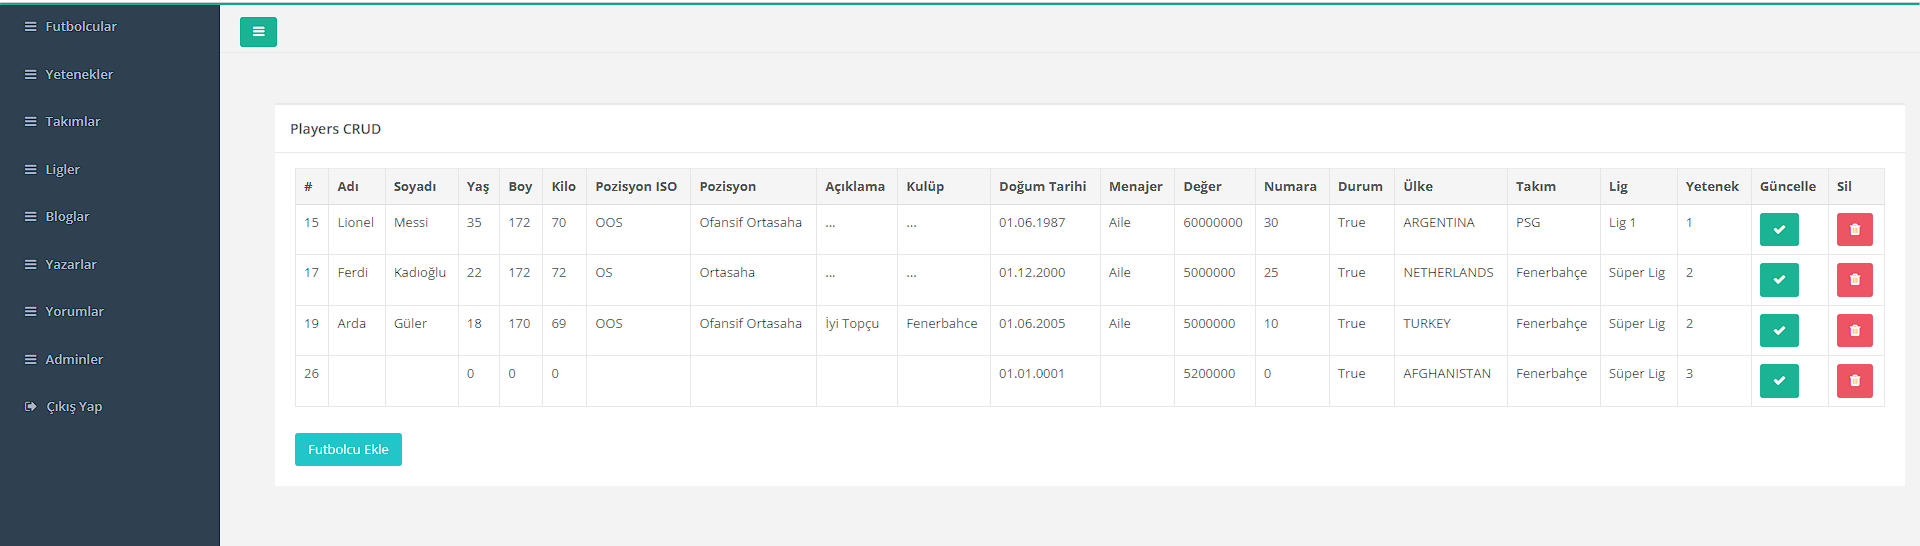 Futbolcular
Yetenekler
Takımlar
Ligler
Bloglar
Yazarlar
Yorumlar
Adminler
Çıkış Yap
Players CRUD
# Adı Soyadı Yaş Boy Kilo Pozisyon ISO Pozisyon Açıklama Kulüp Doğum Tarihi Menajer Değer Numara Durum Ülke Takım Lig Yetenek Güncelle Sil
15 Lionel Messi 35 172 70 OOS Ofansif Ortasaha ... ... 01.06.1987 Aile 60000000 30 True ARGENTINA PSG Lig 1 1
17 Ferdi Kadıoğlu 22 172 72 OS Ortasaha ... ... 01.12.2000 Aile 5000000 25 True NETHERLANDS Fenerbahçe Süper Lig 2
19 Arda Güler 18 170 69 OOS Ofansif Ortasaha İyi Topçu Fenerbahce 01.06.2005 Aile 5000000 10 True TURKEY Fenerbahçe Süper Lig 2
26 0 0 0 01.01.0001 5200000 0 True AFGHANISTAN Fenerbahçe Süper Lig 3
Futbolcu Ekle